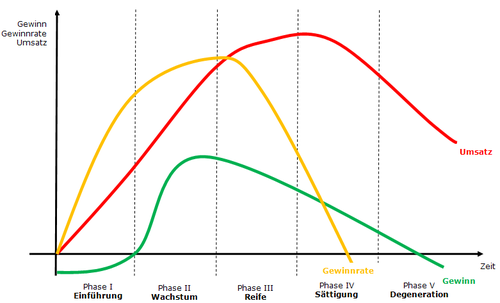 Gewinn
Gewinnrate
Umsatz
Umsatz
Zeit
Gewinnrate
Gewinn
Phase I
Einführung
Phase II
Wachstum
Phase III
Reife
Phase IV
Sättigung
Phase V
Degeneration